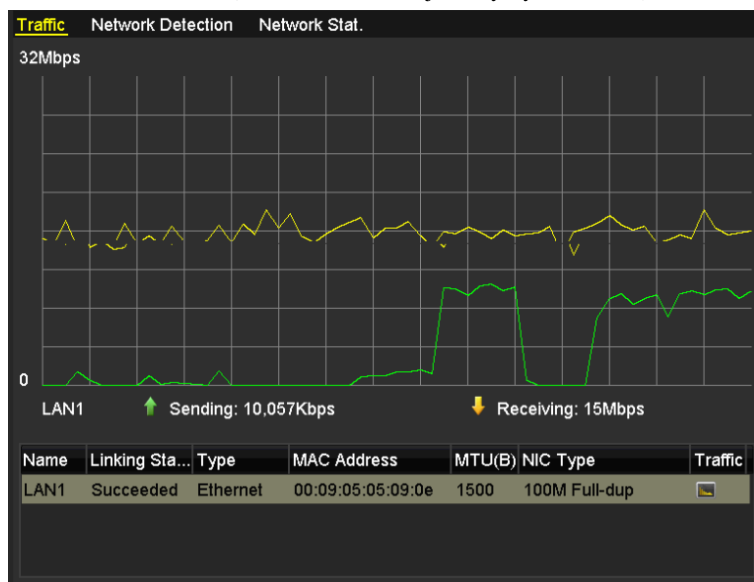 Traffic Network Detection Network Stat.
32Mbps
0
LAN1 Sending: 10,057Kbps Receiving: 15Mbps
Name Linking Sta... Type MAC Address MTU(B) NIC Type Traffic
LAN1 Succeeded Ethernet 00:09:05:05:09:0e 1500 100M Full-dup